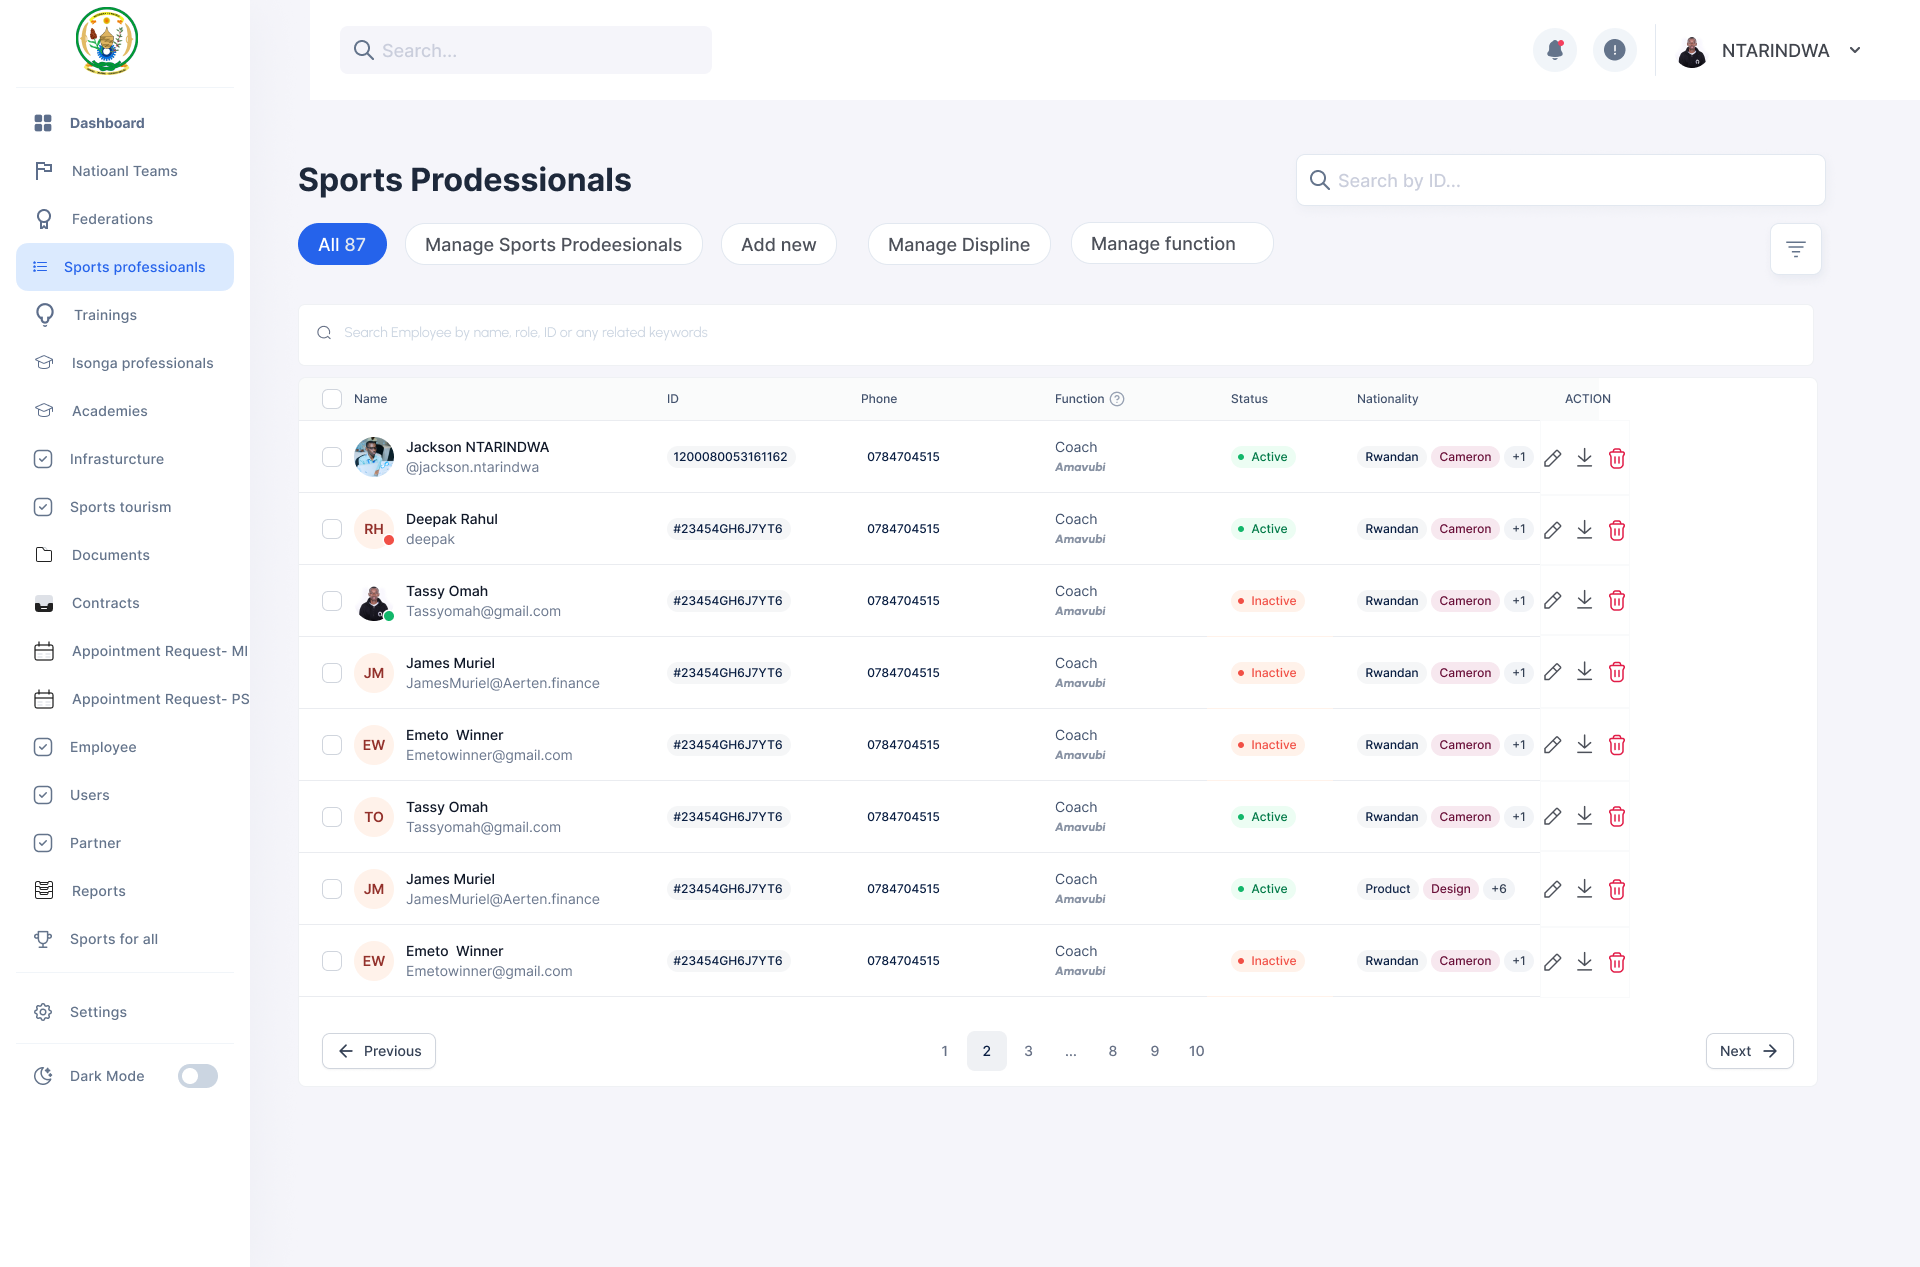 Search...
!
NTARINDWA
Dashboard
Natioanl Teams
Federations
Sports professioanls
Trainings
Isonga professionals
Academies
Infrasturcture
Sports tourism
Documents
Contracts
Appointment Request- MI
Appointment Request- PS
Employee
Users
Partner
Reports
Sports for all
Settings
Dark Mode
Sports Prodessionals
Search by ID...
All 87
Manage Sports Prodeesionals
Add new
Manage Displine
Manage function
Search Employee by name, role, ID or any related keywords
Name ID Phone Function ? Status Nationality ACTION
Jackson NTARINDWA
@jackson.ntarindwa
1200080053161162
0784704515
Coach
Amavubi
Active
Rwandan Cameron +1
RH
Deepak Rahul
deepak
#23454GH6J7YT6
0784704515
Coach
Amavubi
Active
Rwandan Cameron +1
Tassy Omah
Tassyomah@gmail.com
#23454GH6J7YT6
0784704515
Coach
Amavubi
Inactive
Rwandan Cameron +1
JM
James Muriel
JamesMuriel@Aerten.finance
#23454GH6J7YT6
0784704515
Coach
Amavubi
Inactive
Rwandan Cameron +1
EW
Emeto Winner
Emetowinner@gmail.com
#23454GH6J7YT6
0784704515
Coach
Amavubi
Inactive
Rwandan Cameron +1
TO
Tassy Omah
Tassyomah@gmail.com
#23454GH6J7YT6
0784704515
Coach
Amavubi
Active
Rwandan Cameron +1
JM
James Muriel
JamesMuriel@Aerten.finance
#23454GH6J7YT6
0784704515
Coach
Amavubi
Active
Product Design +6
EW
Emeto Winner
Emetowinner@gmail.com
#23454GH6J7YT6
0784704515
Coach
Amavubi
Inactive
Rwandan Cameron +1
Previous
1 2 3 ... 8 9 10
Next